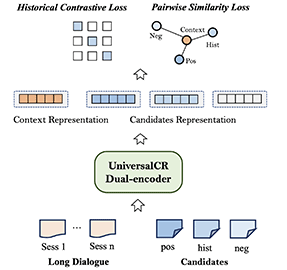 Historical Contrastive Loss
Pairwise Similarity Loss
Neg
Context
Hist
Pos
Context Representation
Candidates Representation
UniversalCR
Dual-encoder
Sess 1
...
Sess n
pos
hist
neg
Long Dialogue
Candidates